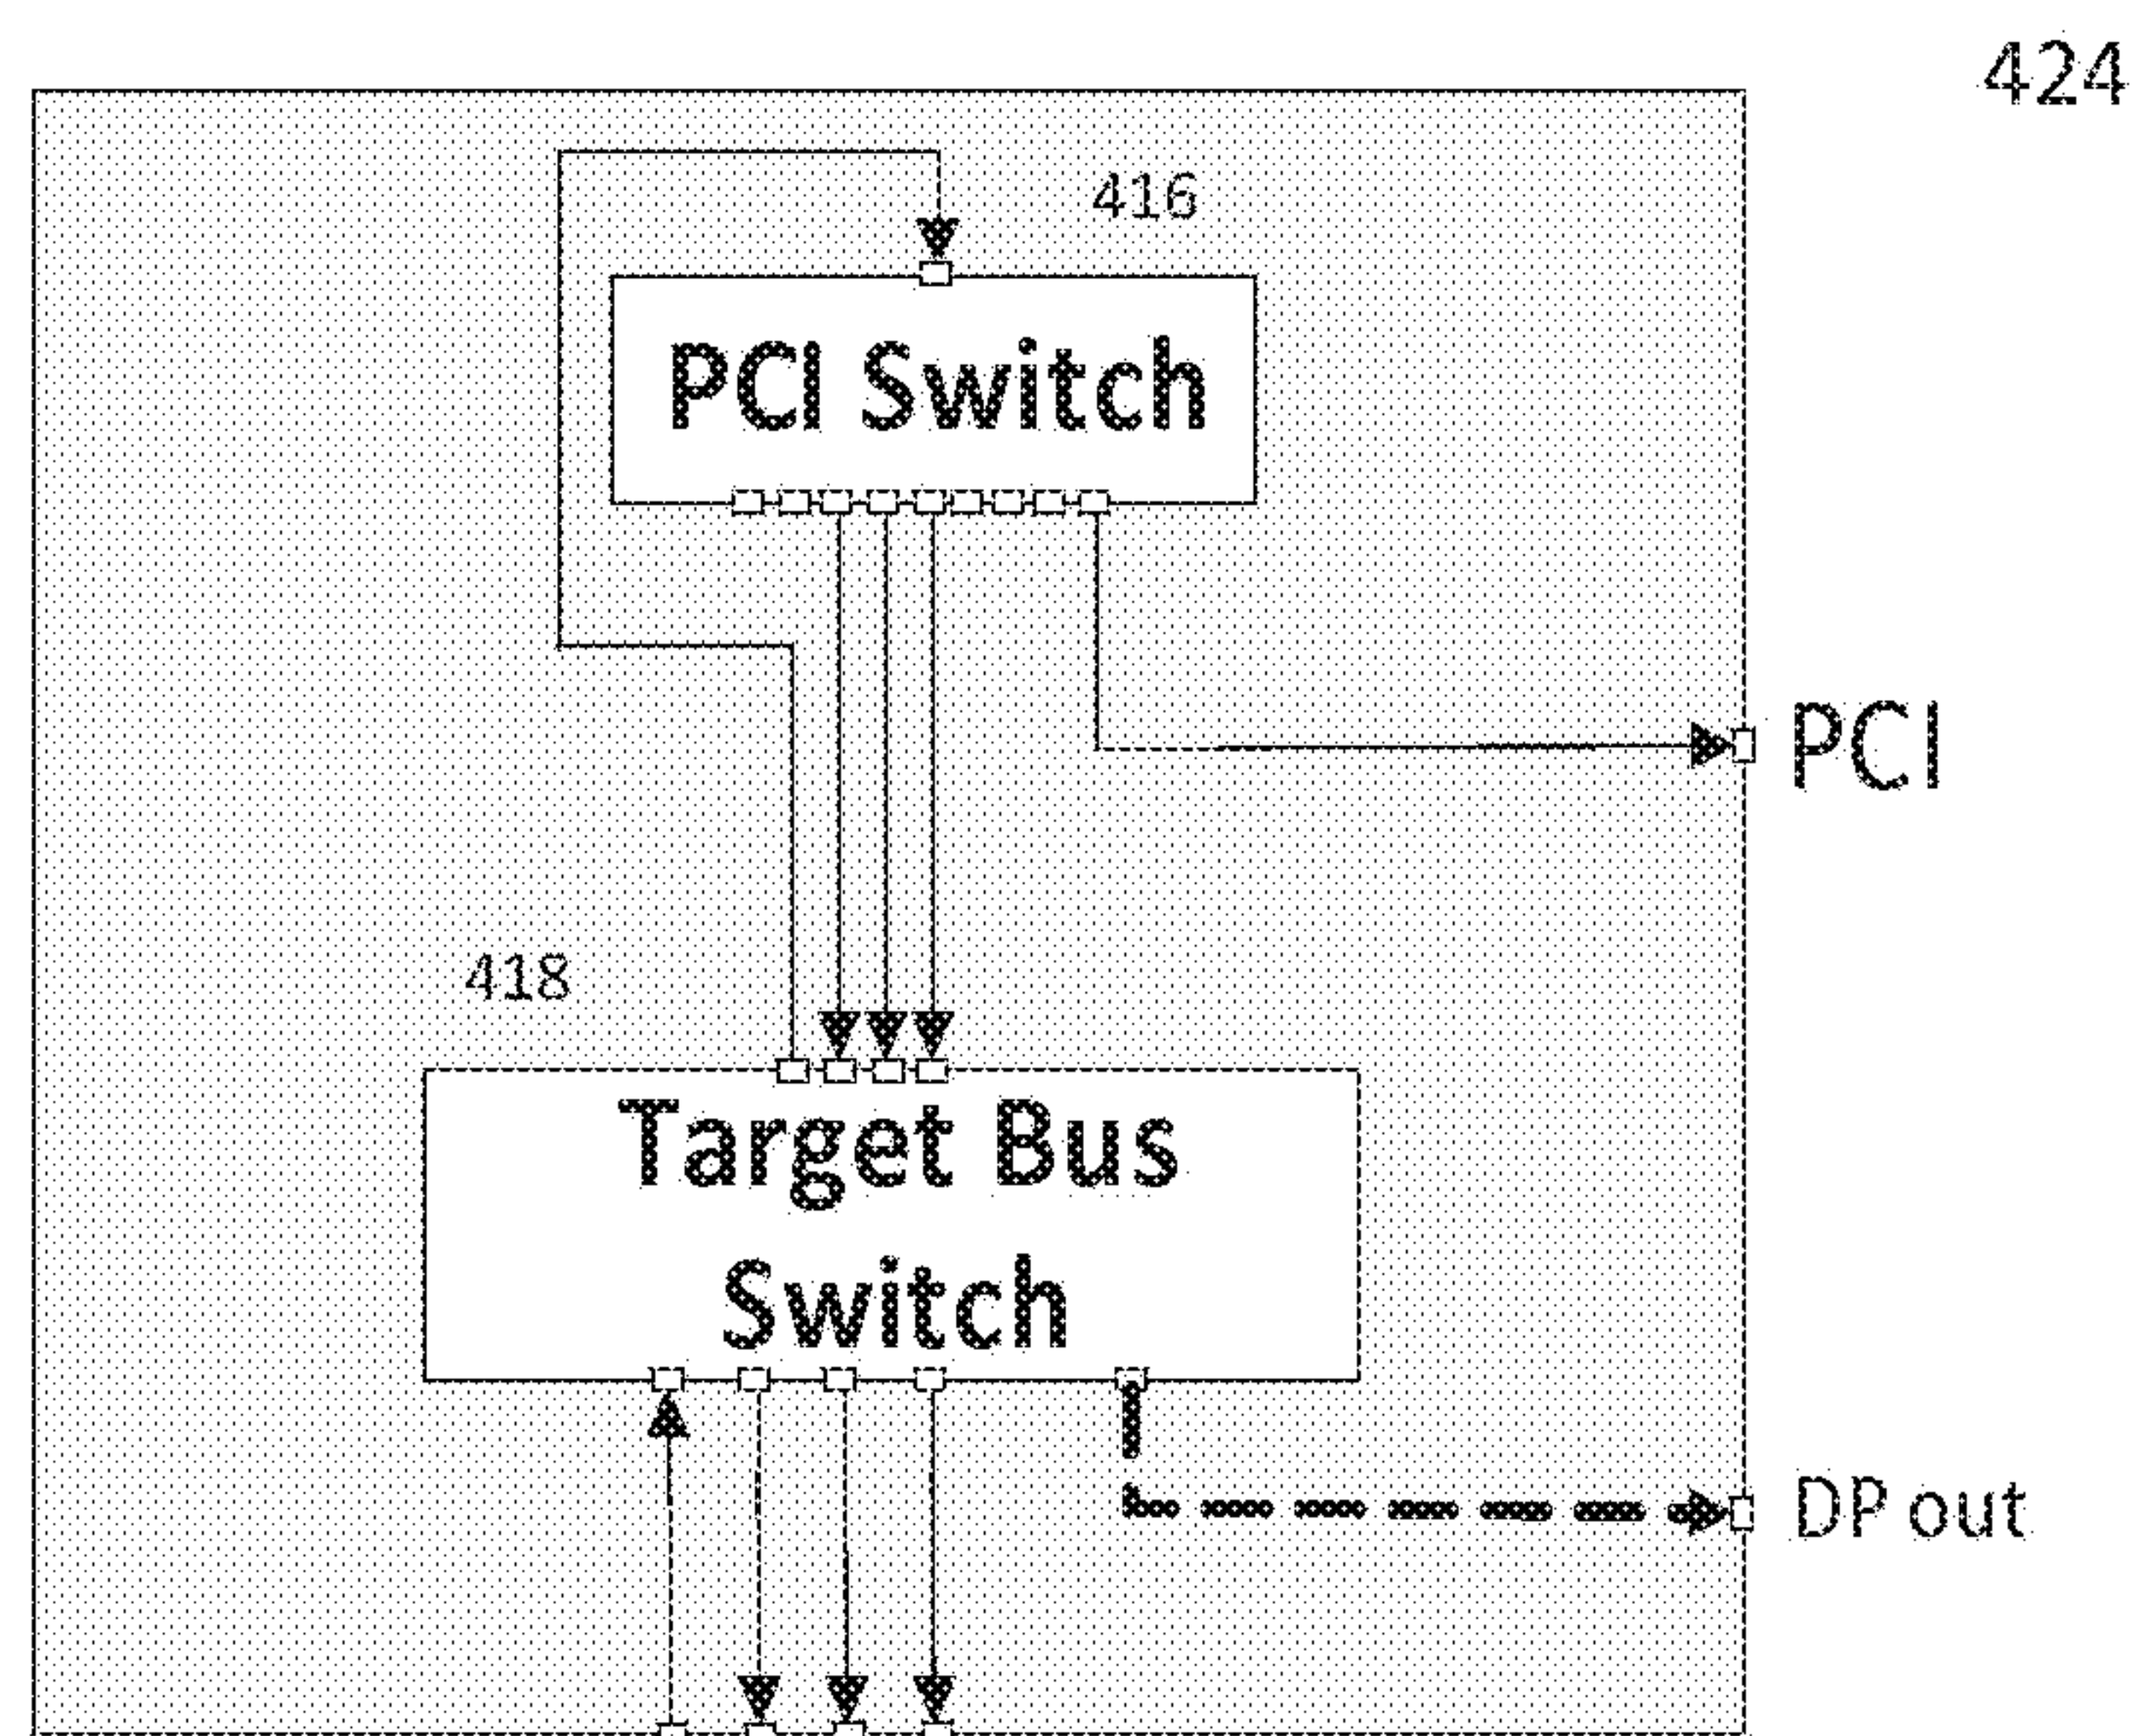 424
416
PCI Switch
PCI
418
Target Bus
Switch
DP out